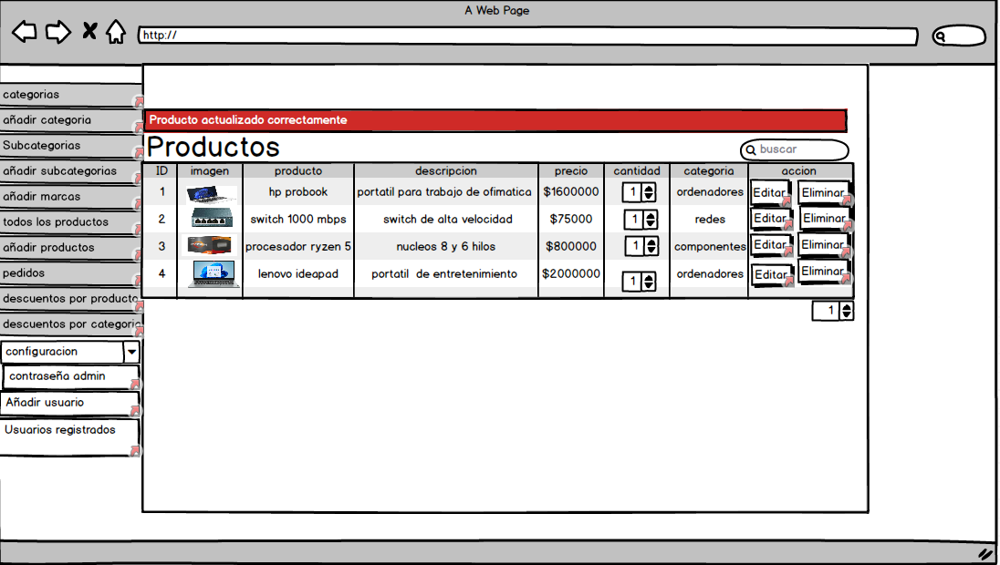 A Web Page
http://
categorias
añadir categoria
Subcategorias
añadir subcategorias
añadir marcas
todos los productos
añadir productos
pedidos
descuentos por producto
descuentos por categoria
configuracion
contraseña admin
Añadir usuario
Usuarios registrados
Producto actualizado correctamente
Productos
buscar
ID imagen producto descripcion precio cantidad categoria accion
1 hp probook portatil para trabajo de ofimatica $1600000 1 ordenadores Editar Eliminar
2 switch 1000 mbps switch de alta velocidad $75000 1 redes Editar Eliminar
3 procesador ryzen 5 nucleos 8 y 6 hilos $800000 1 componentes Editar Eliminar
4 lenovo ideapad portatil de entretenimiento $2000000 1 ordenadores Editar Eliminar
1